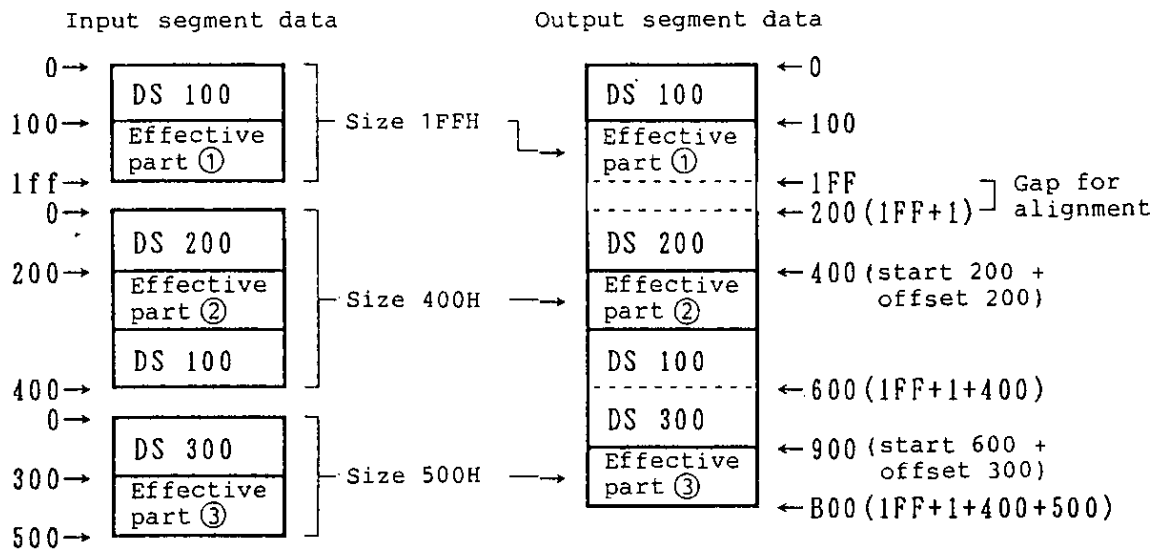 Input segment data
Output segment data
0→
DS 100
100→
Effective
part ①
1ff→
Size 1FFH
0→
DS 200
200→
Effective
part ②
DS 100
400→
Size 400H
0→
DS 300
300→
Effective
part ③
500→
Size 500H
DS 100
Effective
part ①
DS 200
Effective
part ②
DS 100
DS 300
Effective
part ③
←0
←100
←1FF
←200 (1FF+1)
Gap for
alignment
←400 (start 200 +
offset 200)
←600 (1FF+1+400)
←900 (start 600 +
offset 300)
←B00 (1FF+1+400+500)